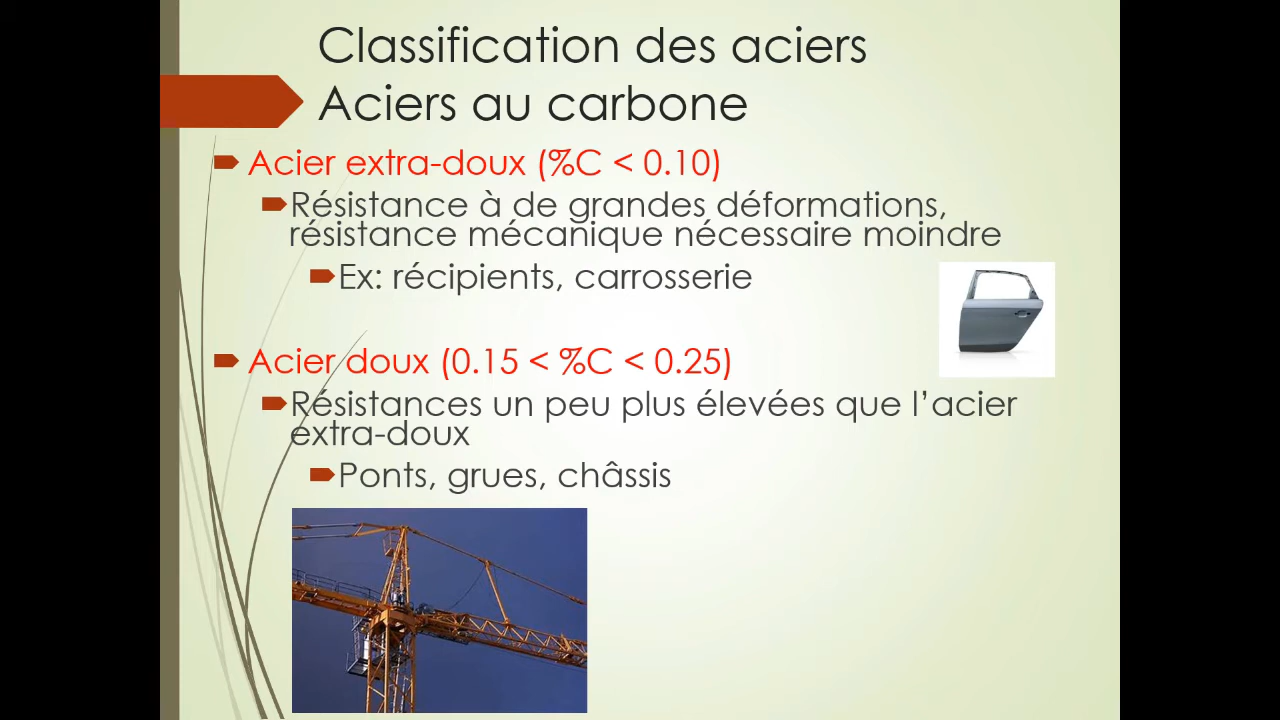 Classification des aciers
Aciers au carbone
Acier extra-doux (%C < 0.10)
Résistance à de grandes déformations,
résistance mécanique nécessaire moindre
Ex: récipients, carrosserie
Acier doux (0.15 < %C < 0.25)
Résistances un peu plus élevées que l’acier
extra-doux
Ponts, grues, châssis